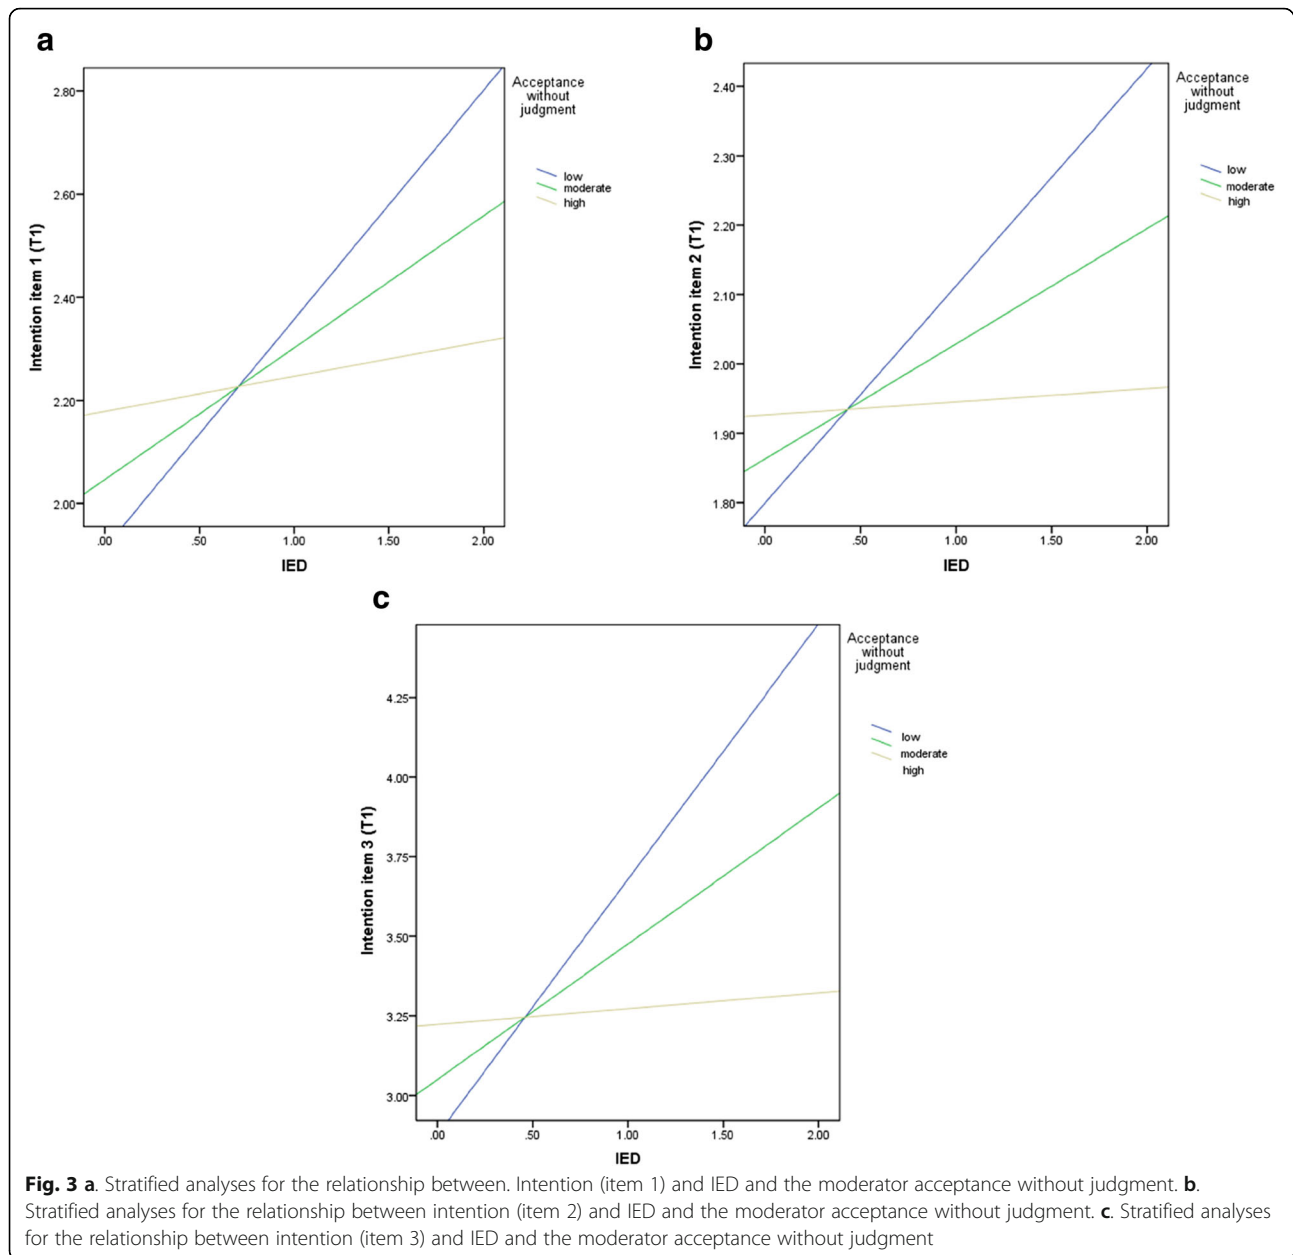 a
Acceptance
without
judgment
low
moderate
high
2.80
2.60
2.40
2.20
2.00
Intention item 1 (T1)
.00 .50 1.00 1.50 2.00
IED
b
Acceptance
without
judgment
low
moderate
high
2.40
2.30
2.20
2.10
2.00
1.90
1.80
Intention item 2 (T1)
.00 .50 1.00 1.50 2.00
IED
c
Acceptance
without
judgment
low
moderate
high
4.25
4.00
3.75
3.50
3.25
3.00
Intention item 3 (T1)
.00 .50 1.00 1.50 2.00
IED
Fig. 3 a. Stratified analyses for the relationship between. Intention (item 1) and IED and the moderator acceptance without judgment. b.
Stratified analyses for the relationship between intention (item 2) and IED and the moderator acceptance without judgment. c. Stratified analyses
for the relationship between intention (item 3) and IED and the moderator acceptance without judgment